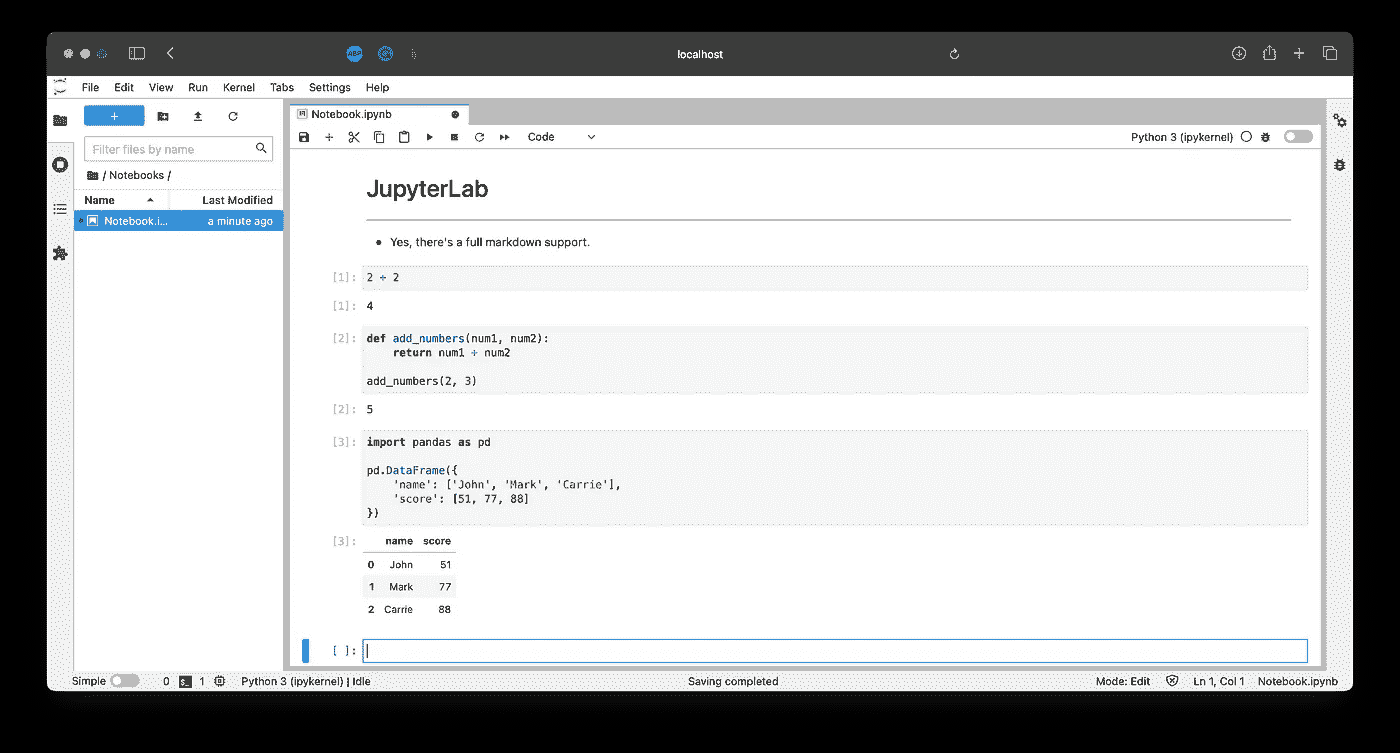 ABP
localhost
File Edit View Run Kernel Tabs Settings Help
+
Notebook.ipynb
Code
Python 3 (ipykernel)
Filter files by name
/ Notebooks /
Name Last Modified
Notebook.i... a minute ago
JupyterLab
• Yes, there's a full markdown support.
[1]: 2 + 2
[1]: 4
[2]: def add_numbers(num1, num2):
return num1 + num2
add_numbers(2, 3)
[2]: 5
[3]: import pandas as pd
pd.DataFrame({
'name': ['John', 'Mark', 'Carrie'],
'score': [51, 77, 88]
})
[3]: name score
0 John 51
1 Mark 77
2 Carrie 88
[ ]:
Simple 0 $_ 1 Python 3 (ipykernel) | Idle Saving completed Mode: Edit Ln 1, Col 1 Notebook.ipynb